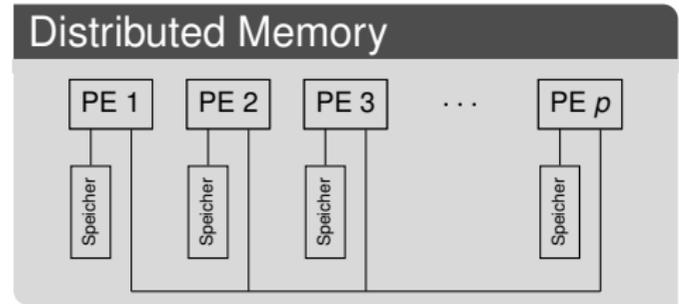 Distributed Memory
PE 1 PE 2 PE 3 . . . PE p
Speicher Speicher Speicher Speicher